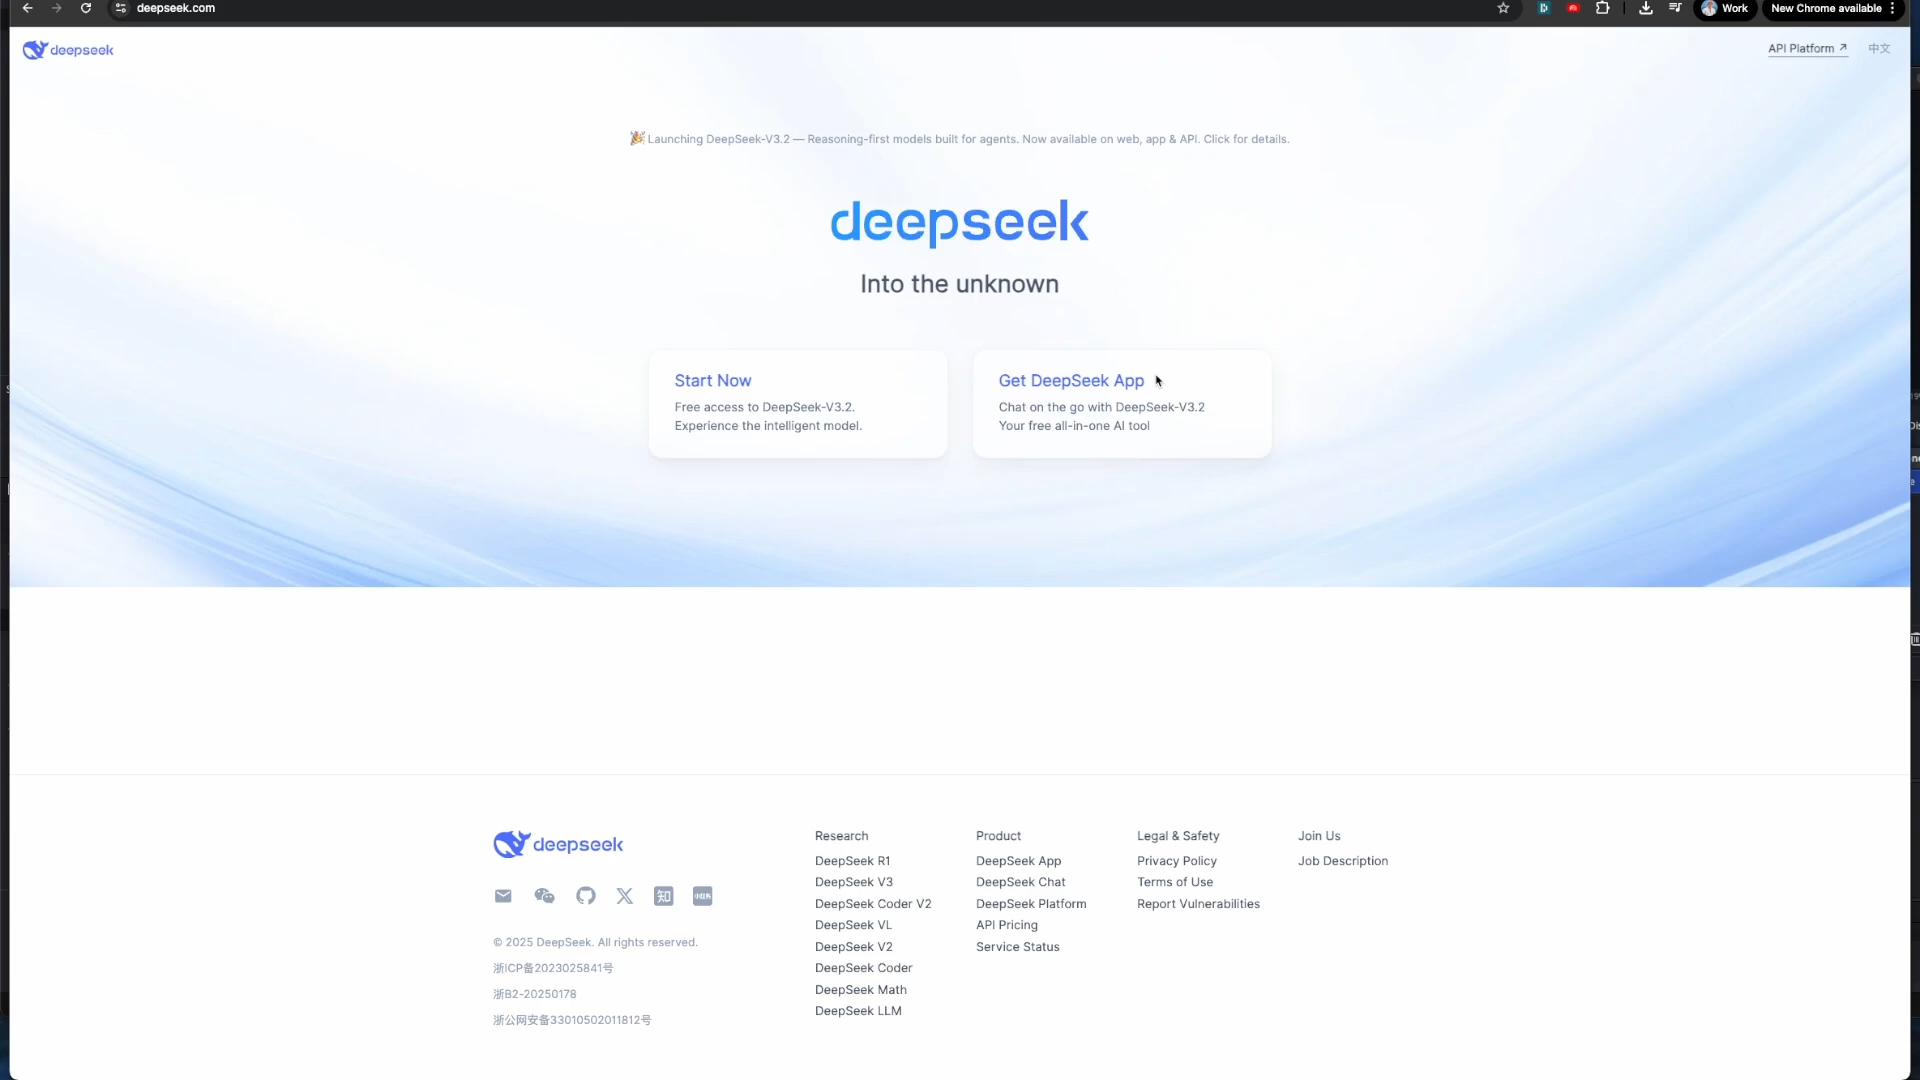 deepseek.com
Work
New Chrome available
deepseek
API Platform ↗
中文
🎉 Launching DeepSeek-V3.2 — Reasoning-first models built for agents. Now available on web, app & API. Click for details.
deepseek
Into the unknown
Start Now
Free access to DeepSeek-V3.2.
Experience the intelligent model.
Get DeepSeek App
Chat on the go with DeepSeek-V3.2
Your free all-in-one AI tool
deepseek
知
© 2025 DeepSeek. All rights reserved.
浙ICP备2023025841号
浙B2-20250178
浙公网安备33010502011812号
Research
DeepSeek R1
DeepSeek V3
DeepSeek Coder V2
DeepSeek VL
DeepSeek V2
DeepSeek Coder
DeepSeek Math
DeepSeek LLM
Product
DeepSeek App
DeepSeek Chat
DeepSeek Platform
API Pricing
Service Status
Legal & Safety
Privacy Policy
Terms of Use
Report Vulnerabilities
Join Us
Job Description